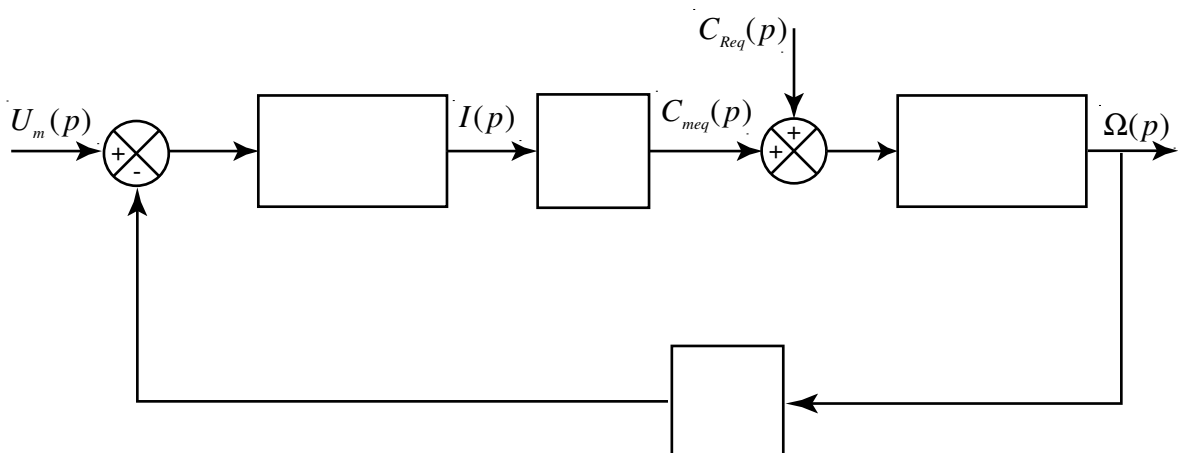 C_Req(p)
U_m(p)
I(p)
C_meq(p)
Ω(p)
+
-
+
+